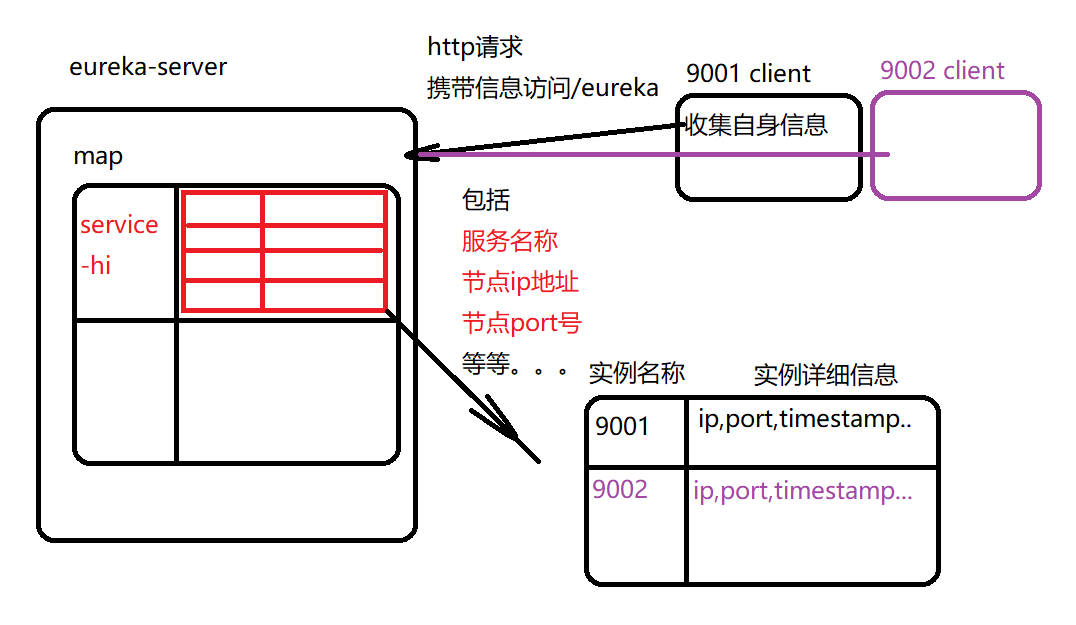 eureka-server
http请求
携带信息访问/eureka
9001 client
9002 client
收集自身信息
map
service
-hi
包括
服务名称
节点ip地址
节点port号
等等。。。
实例名称
实例详细信息
9001
ip,port,timestamp..
9002
ip,port,timestamp...